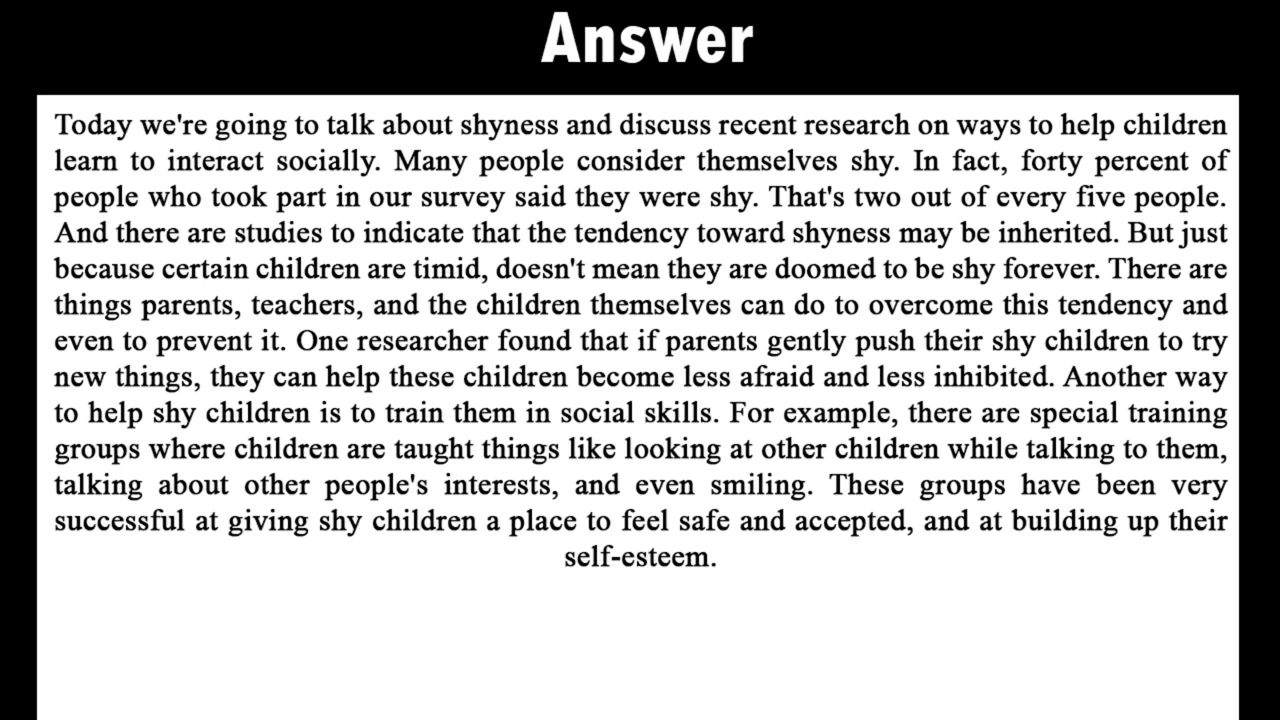 Answer
Today we're going to talk about shyness and discuss recent research on ways to help children
learn to interact socially. Many people consider themselves shy. In fact, forty percent of
people who took part in our survey said they were shy. That's two out of every five people.
And there are studies to indicate that the tendency toward shyness may be inherited. But just
because certain children are timid, doesn't mean they are doomed to be shy forever. There are
things parents, teachers, and the children themselves can do to overcome this tendency and
even to prevent it. One researcher found that if parents gently push their shy children to try
new things, they can help these children become less afraid and less inhibited. Another way
to help shy children is to train them in social skills. For example, there are special training
groups where children are taught things like looking at other children while talking to them,
talking about other people's interests, and even smiling. These groups have been very
successful at giving shy children a place to feel safe and accepted, and at building up their
self-esteem.